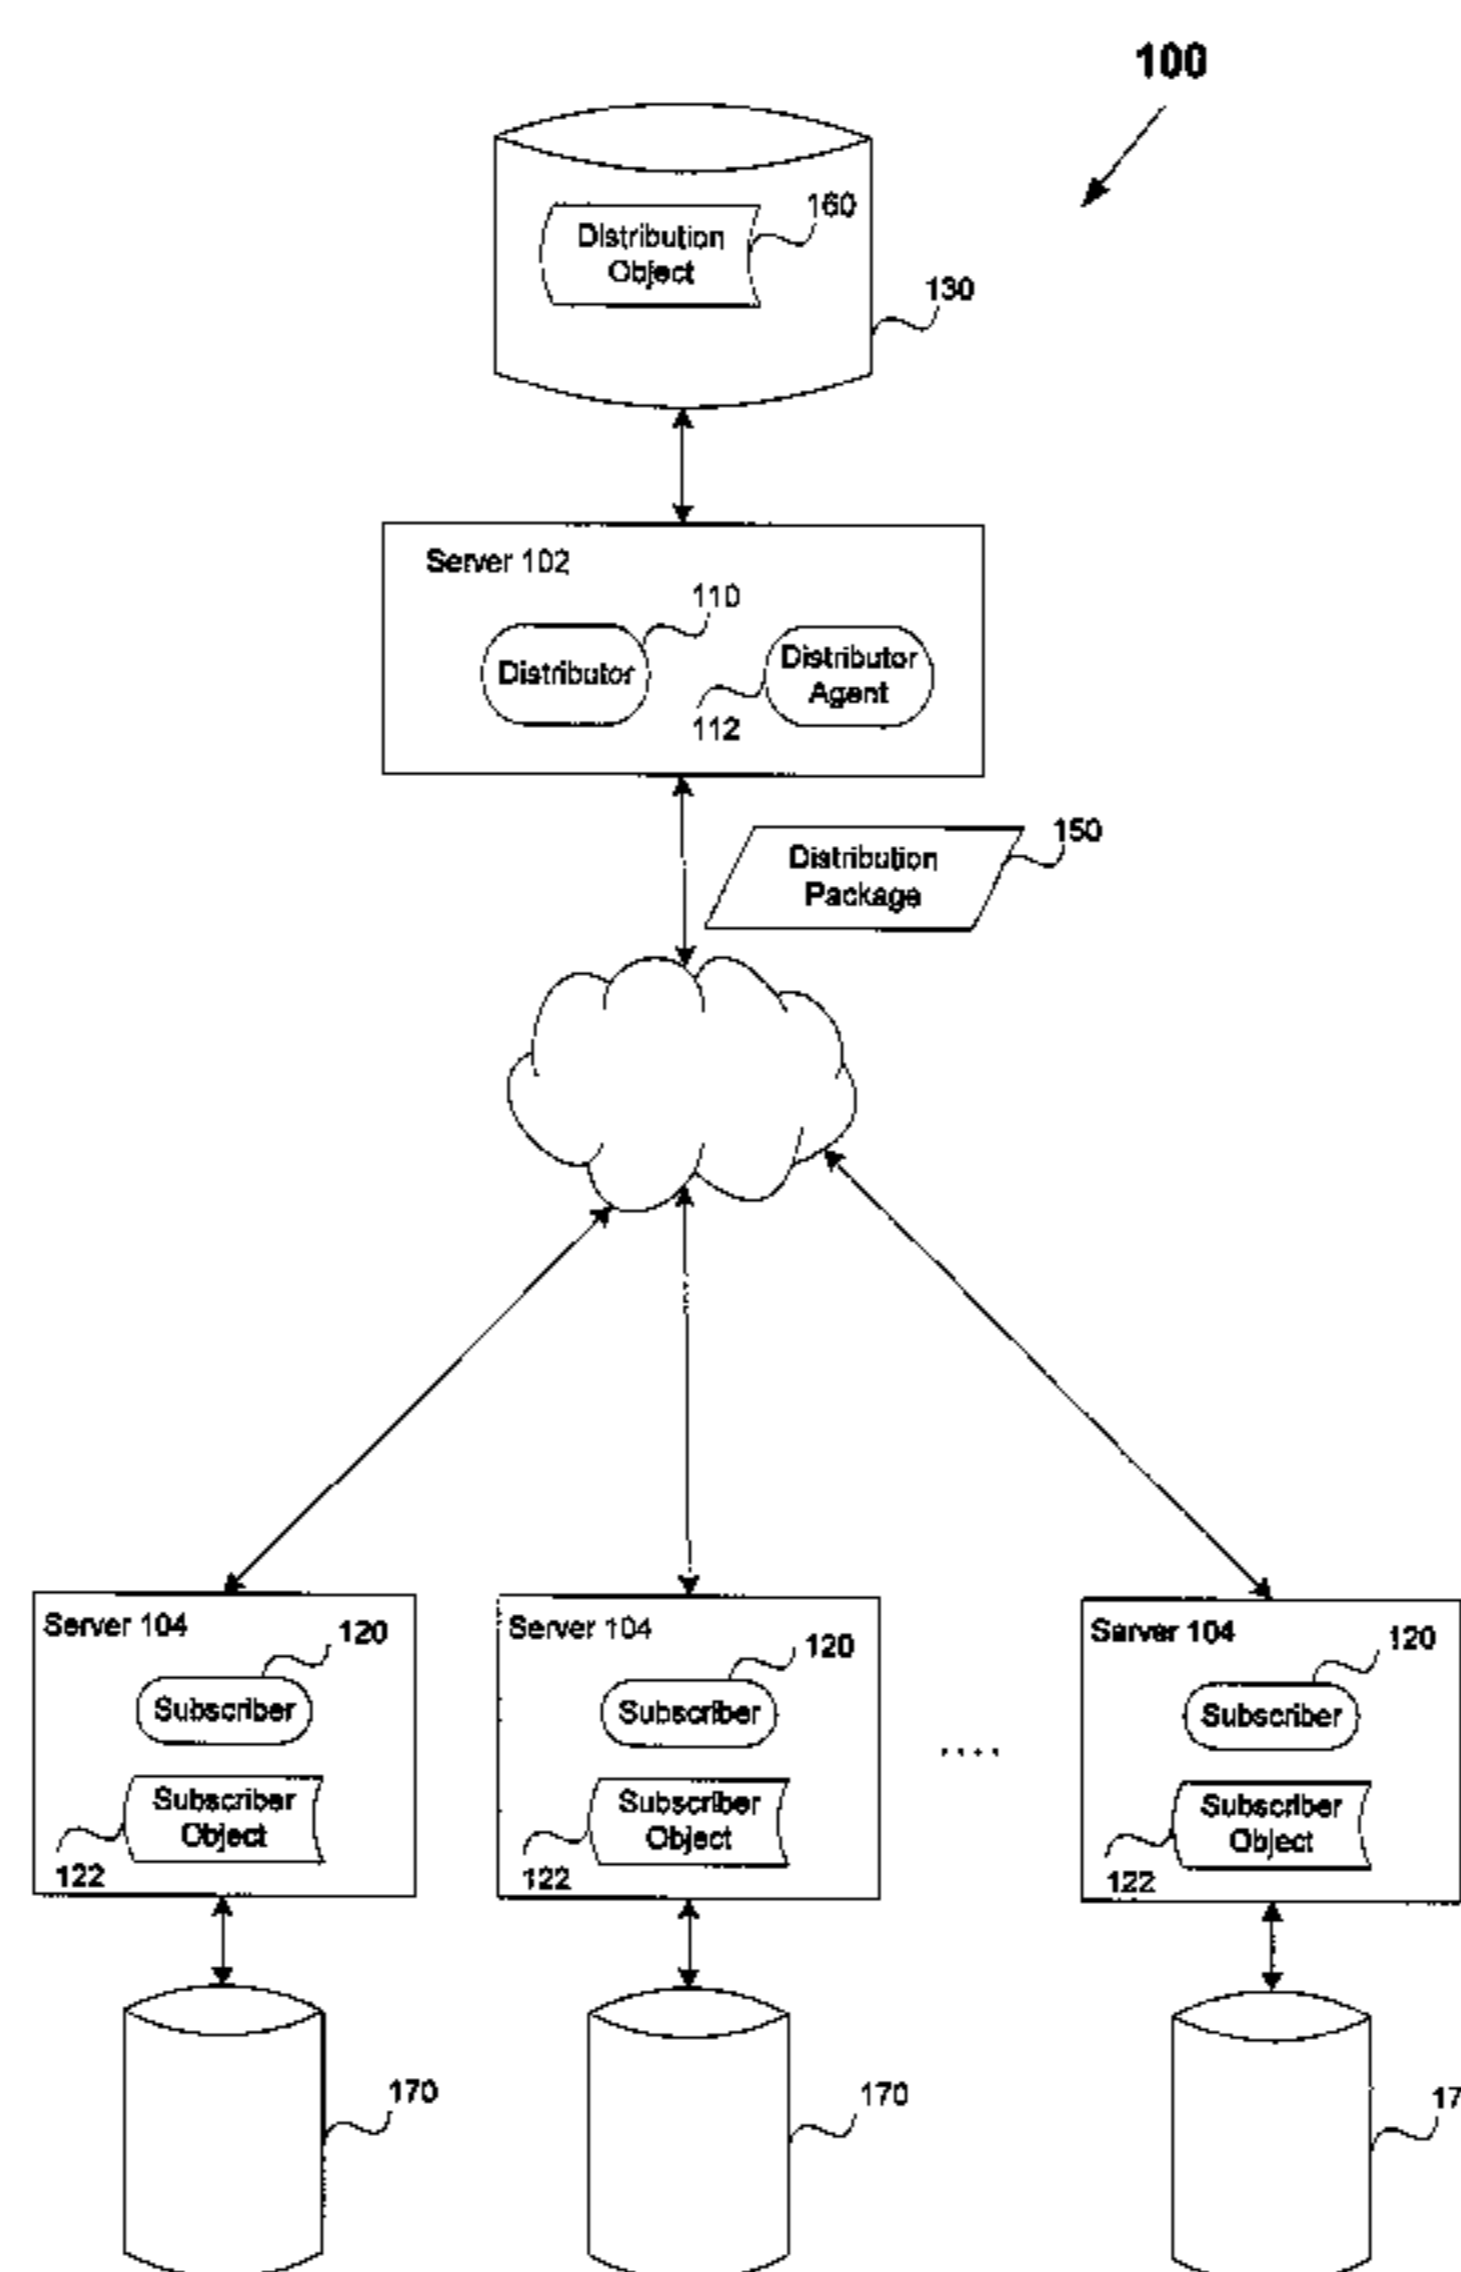 100
160
Distribution
Object
130
Server 102
110
Distributor
Distributor
Agent
112
150
Distribution
Package
Server 104
120
Subscriber
Subscriber
Object
122
Server 104
120
Subscriber
....
Subscriber
Object
122
Server 104
120
Subscriber
Subscriber
Object
122
170
170
17